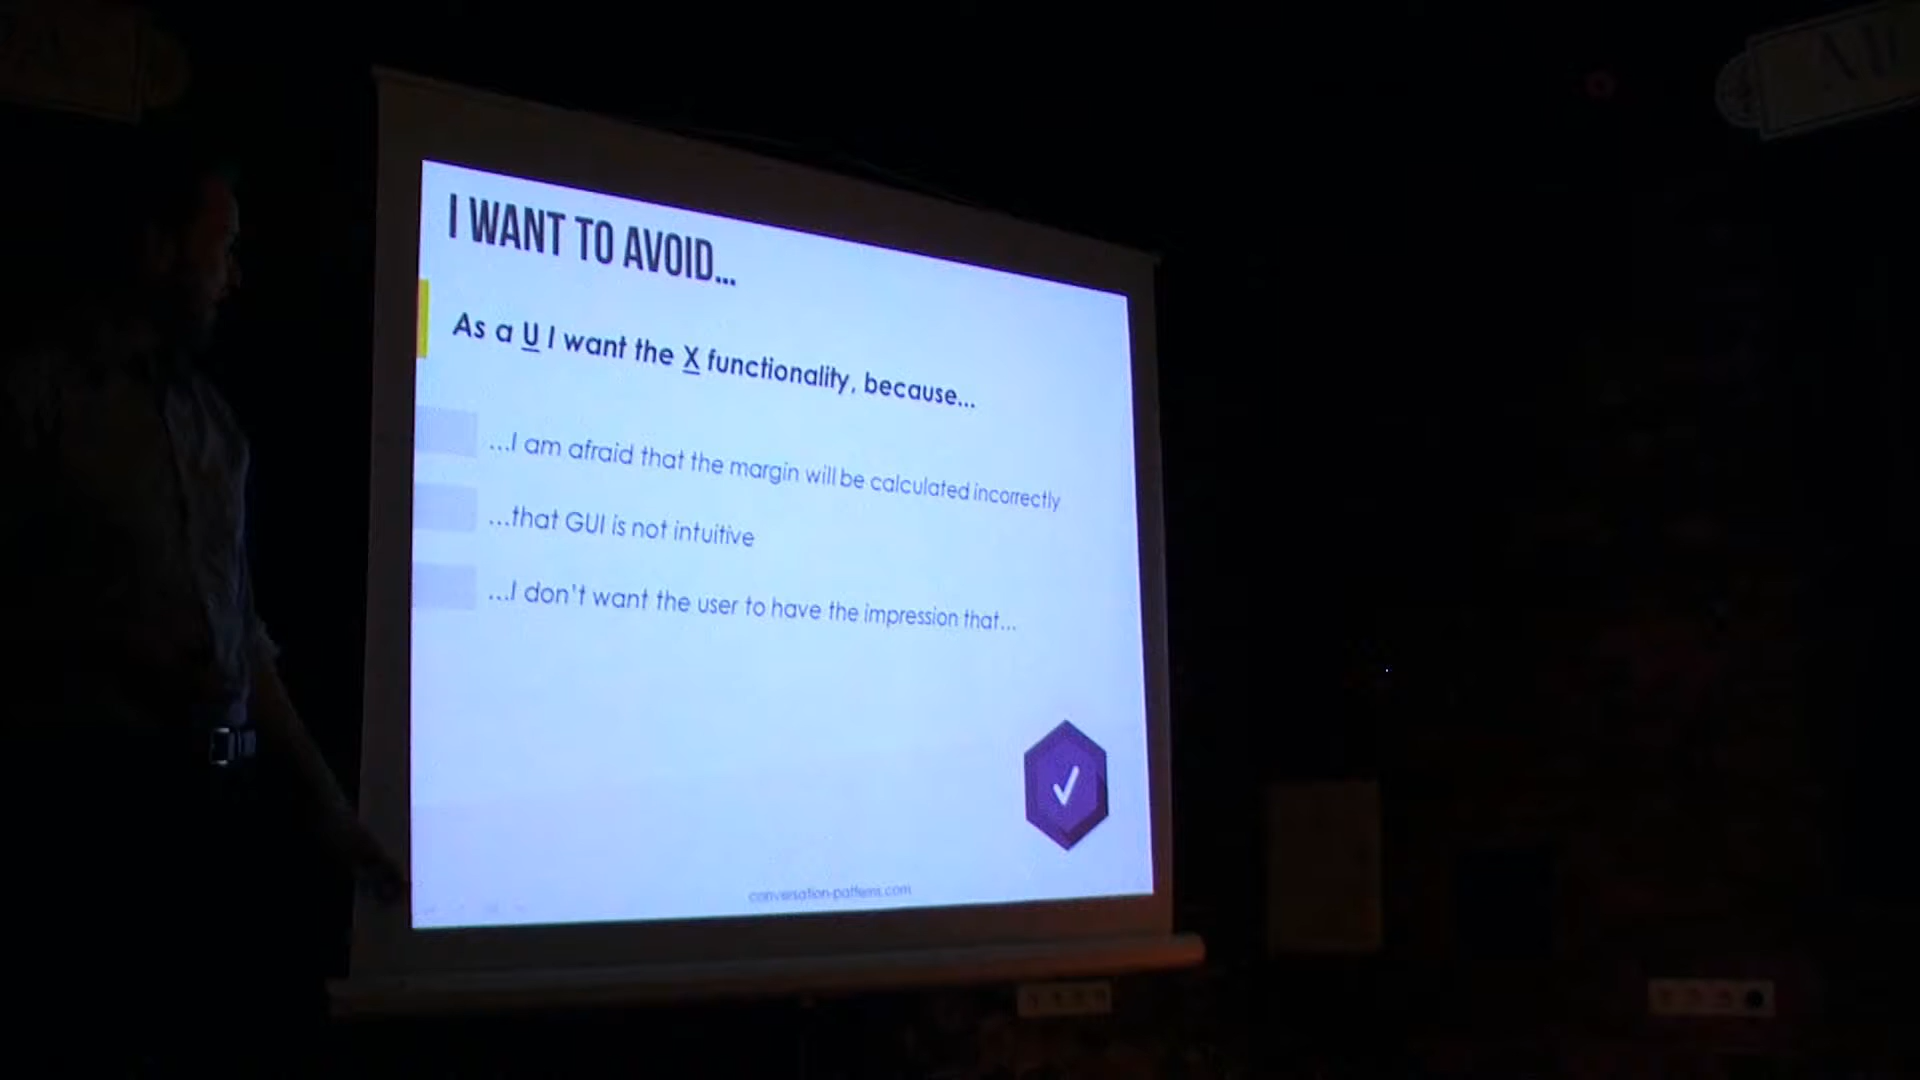 I WANT TO AVOID...
As a U I want the X functionality, because...
...I am afraid that the margin will be calculated incorrectly
...that GUI is not intuitive
...I don't want the user to have the impression that...
conversation-patterns.com